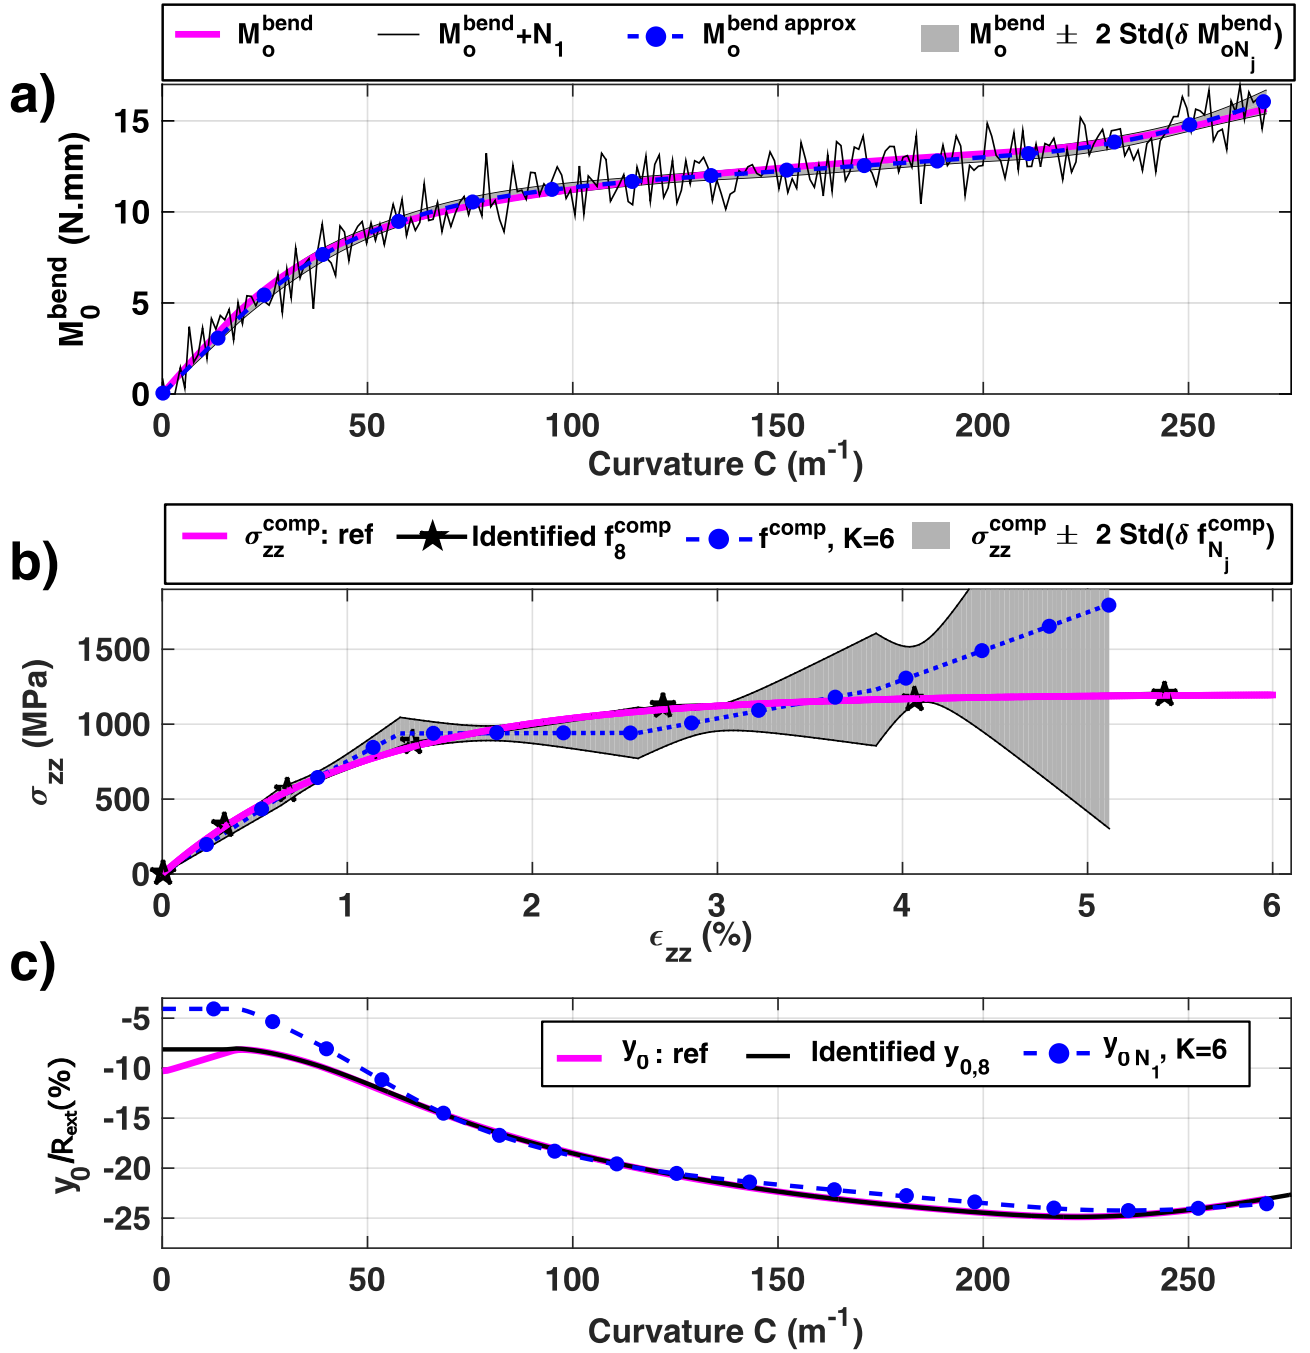 M_o^bend M_o^bend+N_1 M_o^bend approx M_o^bend ± 2 Std(δ M_oN_j^bend)
a)
M_0^bend (N.mm)
15
10
5
0
0 50 100 150 200 250
Curvature C (m^-1)
σ_zz^comp: ref Identified f_8^comp f^comp, K=6 σ_zz^comp ± 2 Std(δ f_N_j^comp)
b)
σ_zz (MPa)
1500
1000
500
0
0 1 2 3 4 5 6
ϵ_zz (%)
c)
y_0/R_ext(%)
-5
-10
-15
-20
-25
y_0: ref Identified y_0,8 y_0 N_1, K=6
0 50 100 150 200 250
Curvature C (m^-1)